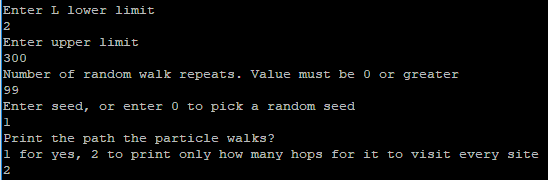 Enter L lower limit
2
Enter upper limit
300
Number of random walk repeats. Value must be 0 or greater
99
Enter seed, or enter 0 to pick a random seed
1
Print the path the particle walks?
1 for yes, 2 to print only how many hops for it to visit every site
2